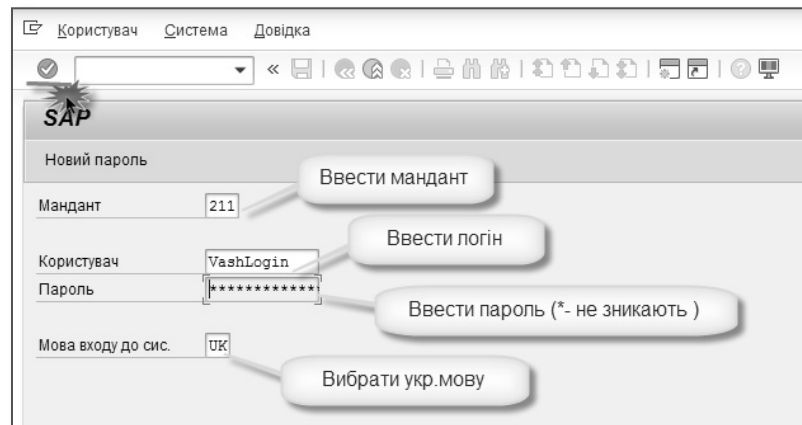 Користувач Система Довідка
SAP
Новий пароль
Ввести мандант
Мандант 211
Ввести логін
Користувач VashLogin
Пароль ************
Ввести пароль (*- не зникають )
Мова входу до сис. UK
Вибрати укр.мову